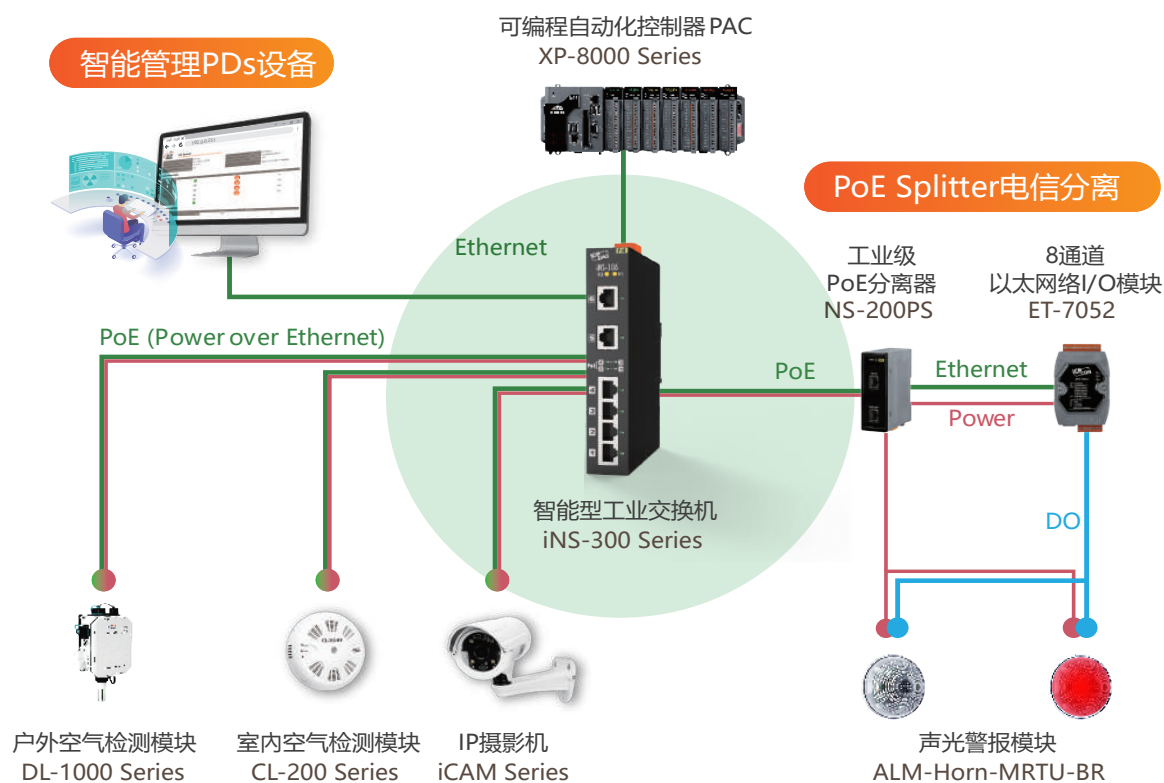 可编程自动化控制器PAC
XP-8000 Series
智能管理PDs设备
PoE Splitter电信分离
Ethernet
工业级
PoE分离器
NS-200PS
8通道
以太网络I/O模块
ET-7052
PoE (Power over Ethernet)
PoE
Ethernet
Power
智能型工业交换机
iNS-300 Series
DO
户外空气检测模块
DL-1000 Series
室内空气检测模块
CL-200 Series
IP摄影机
iCAM Series
声光警报模块
ALM-Horn-MRTU-BR